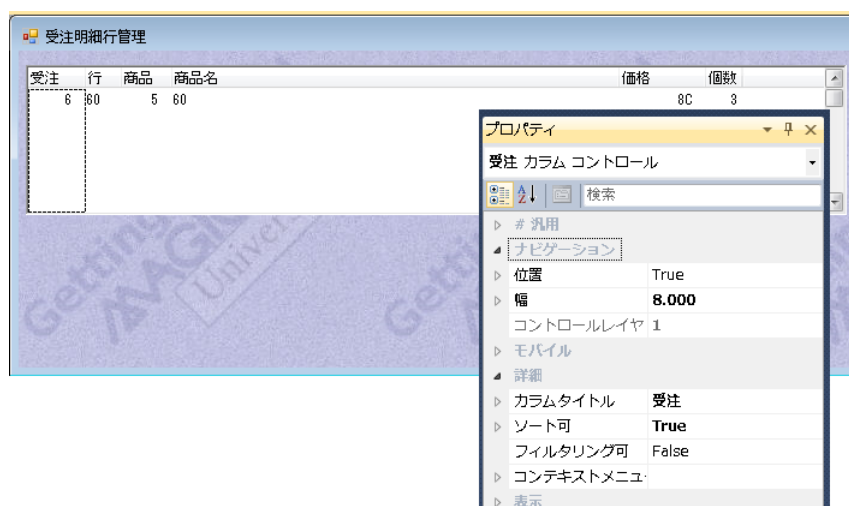 受注明細行管理
受注 行 商品 商品名 価格 個数
6 60 5 60 8C 3
プロパティ
受注 カラム コントロール
検索
# 汎用
ナビゲーション
位置 True
幅 8.000
コントロールレイヤ 1
モバイル
詳細
カラムタイトル 受注
ソート可 True
フィルタリング可 False
コンテキストメニュー
表示
Getting
MAGIC
Univer
Getting
MAGIC